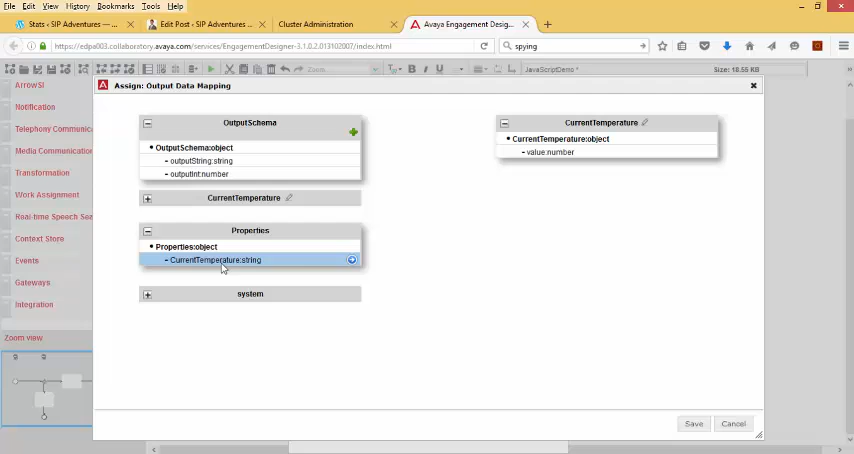 File Edit View History Bookmarks Tools Help
Stats ‹ SIP Adventures — ...
Edit Post ‹ SIP Adventures ...
Cluster Administration
Avaya Engagement Desig...
https://edpa003.collaboratory.avaya.com/services/EngagementDesigner-3.1.0.2.013102007/index.html
spying
Zoom
B I U
JavaScriptDemo *
Size: 18.55 KB
ArrowSI
Notification
Telephony Communic
Media Communication
Transformation
Work Assignment
Real-time Speech Sea
Context Store
Events
Gateways
Integration
Zoom view
Assign: Output Data Mapping
OutputSchema
OutputSchema:object
outputString:string
outputInt:number
CurrentTemperature
Properties
Properties:object
CurrentTemperature:string
system
CurrentTemperature
CurrentTemperature:object
value:number
Save
Cancel